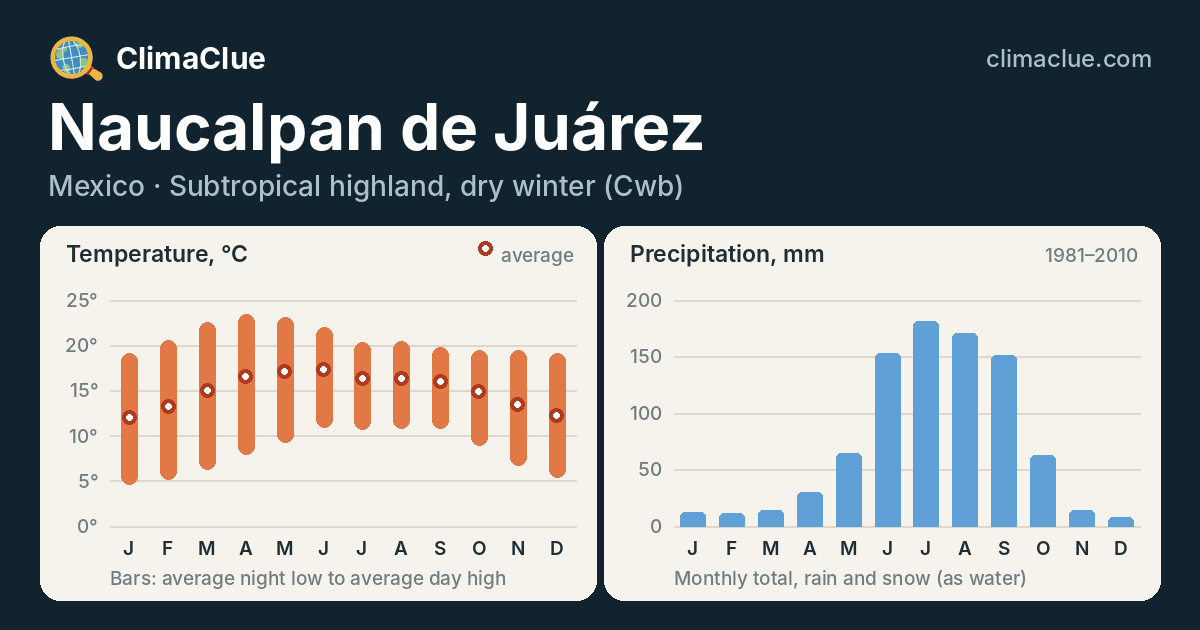 ClimaClue
climaclue.com
Naucalpan de Juárez
Mexico · Subtropical highland, dry winter (Cwb)
Temperature, °C
average
25°
20°
15°
10°
5°
0°
J F M A M J J A S O N D
Bars: average night low to average day high
Precipitation, mm
1981–2010
200
150
100
50
0
J F M A M J J A S O N D
Monthly total, rain and snow (as water)